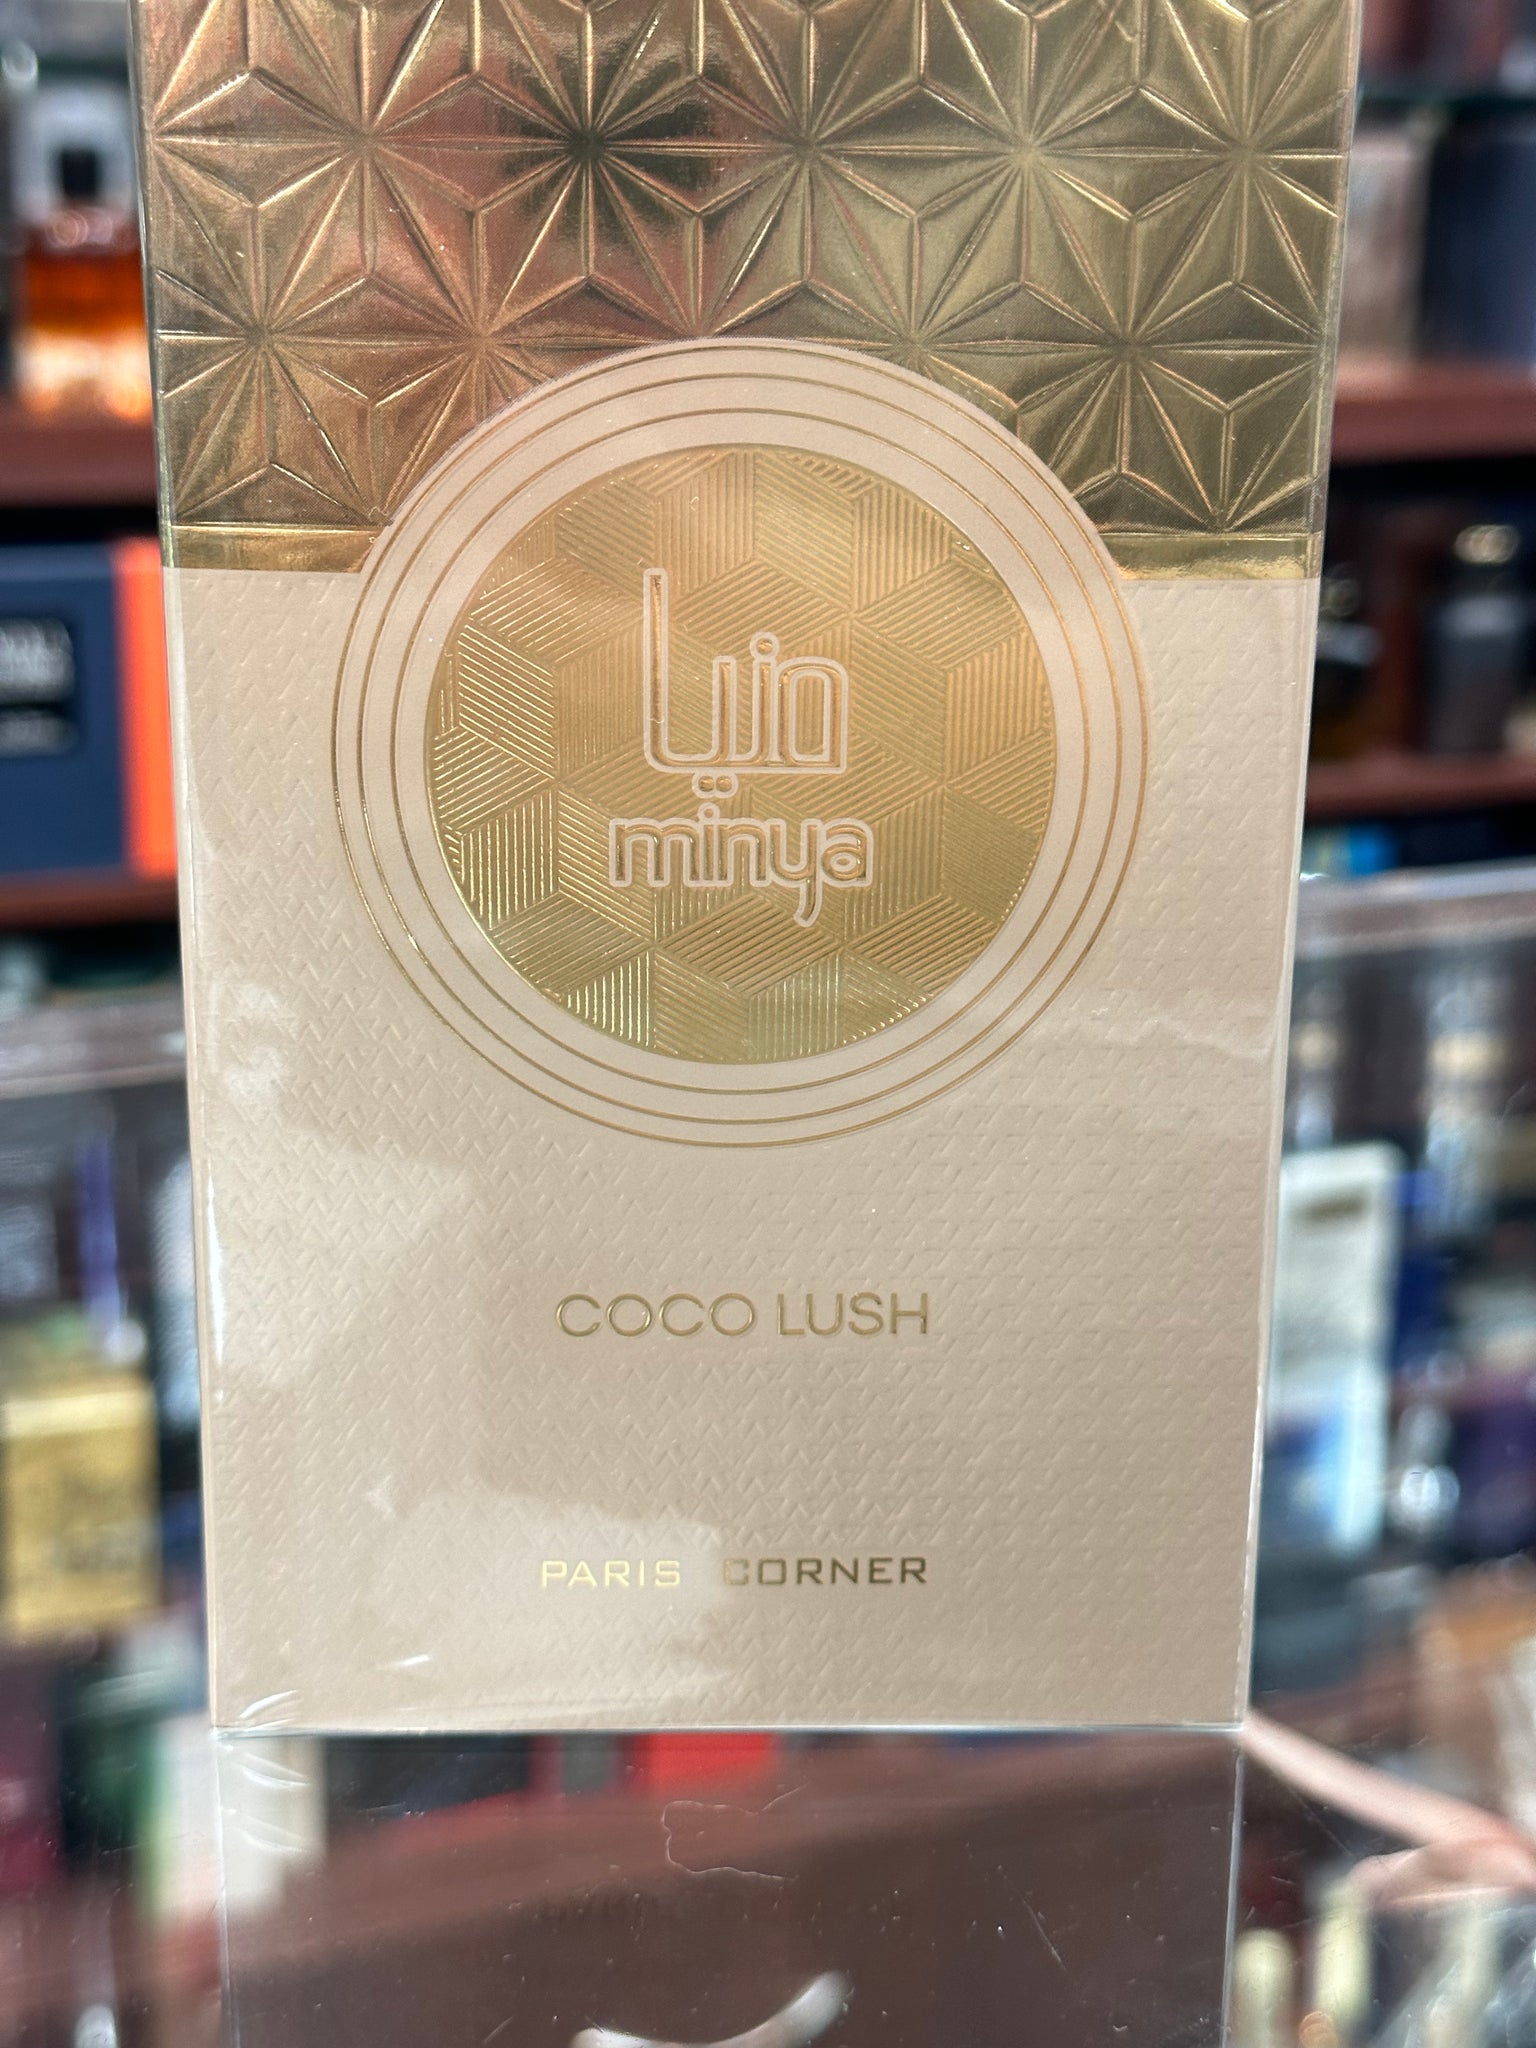 منيا
minya
COCO LUSH
PARIS CORNER